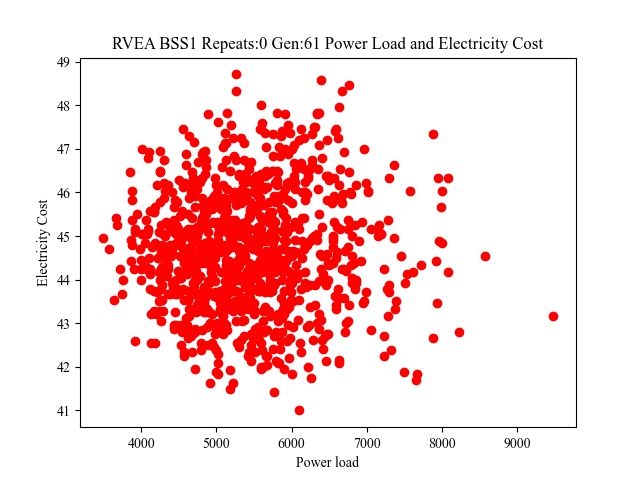 RVEA BSS1 Repeats:0 Gen:61 Power Load and Electricity Cost
49
48
47
46
45
44
43
42
41
Electricity Cost
4000 5000 6000 7000 8000 9000
Power load